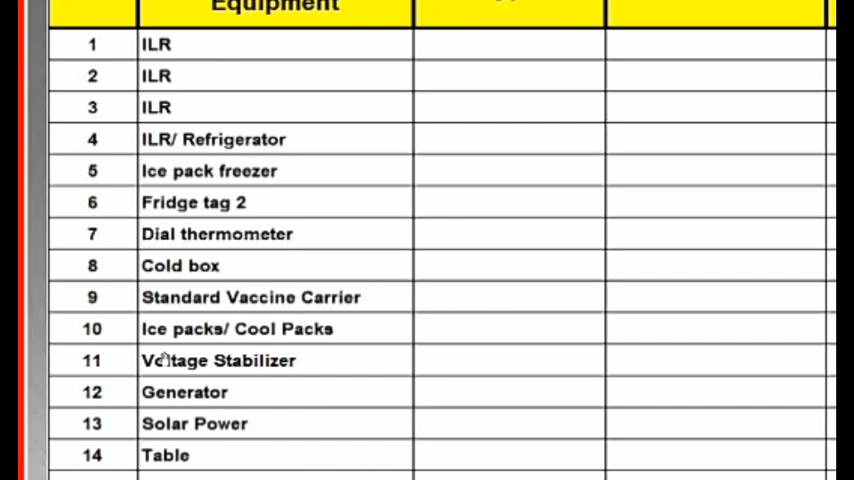 Equipment
1 ILR
2 ILR
3 ILR
4 ILR/ Refrigerator
5 Ice pack freezer
6 Fridge tag 2
7 Dial thermometer
8 Cold box
9 Standard Vaccine Carrier
10 Ice packs/ Cool Packs
11 Voltage Stabilizer
12 Generator
13 Solar Power
14 Table